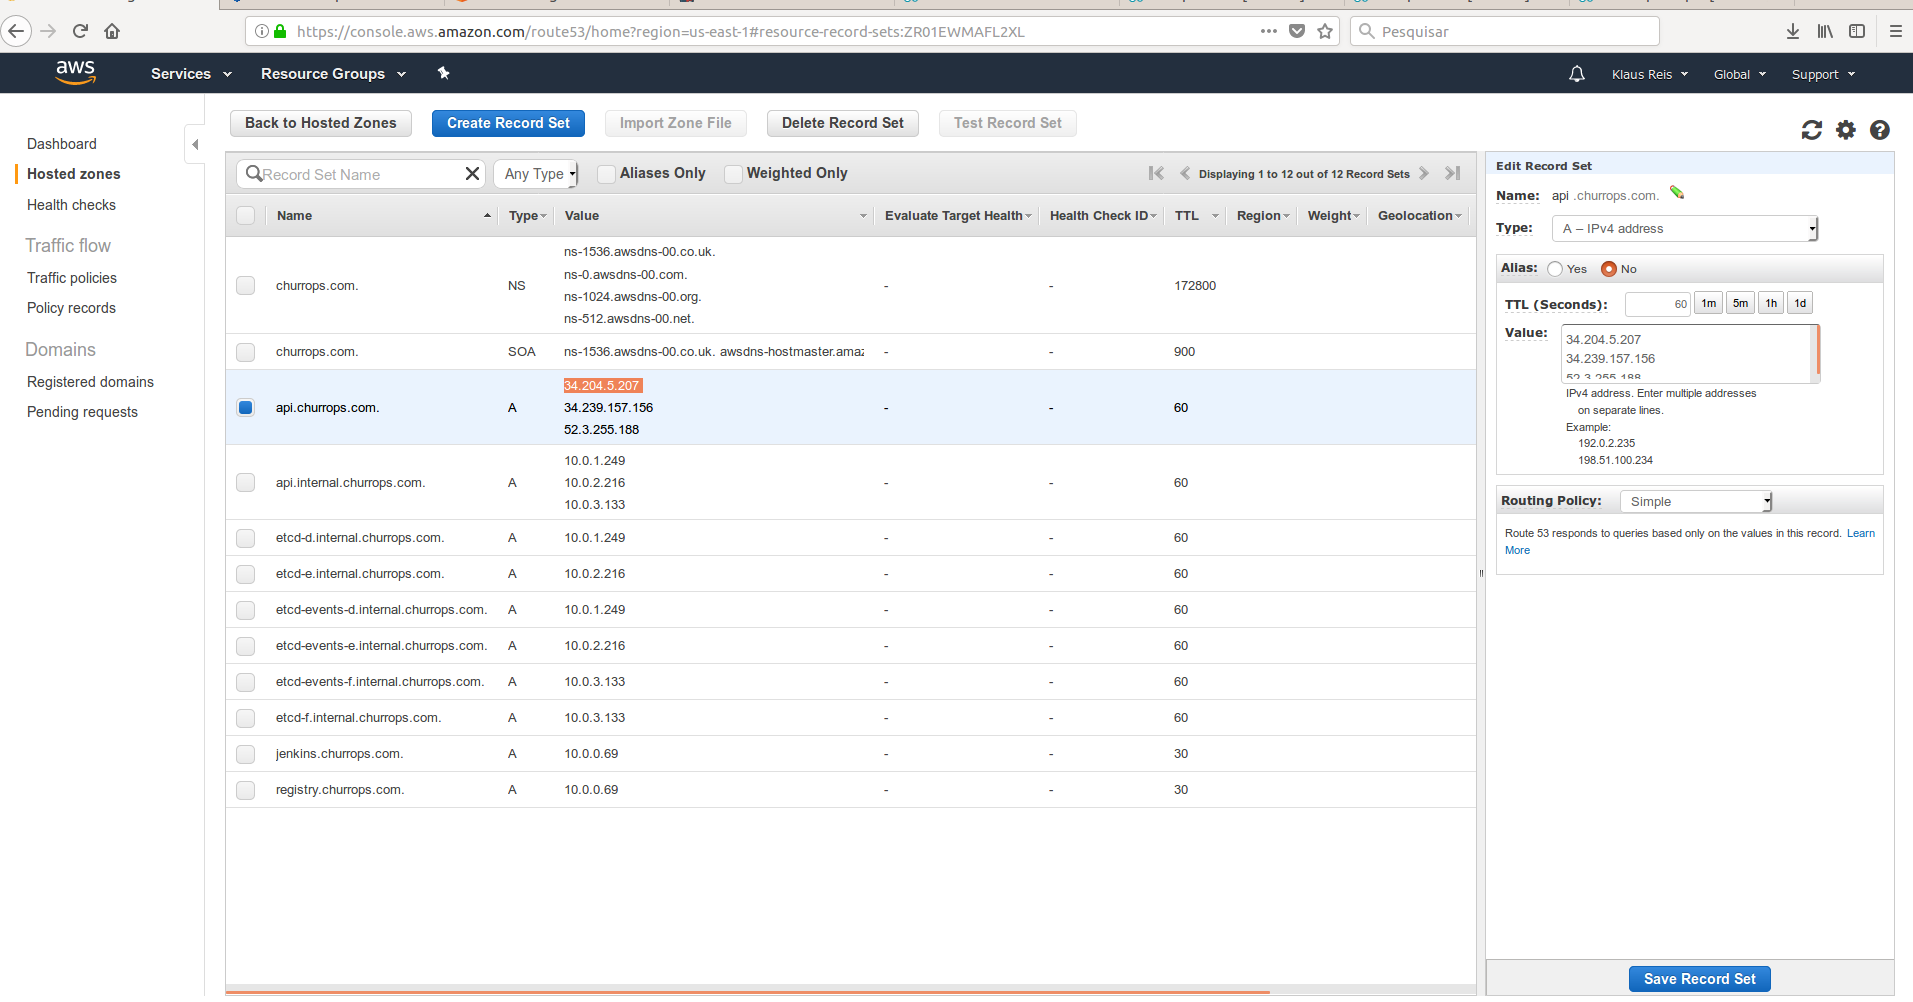 https://console.aws.amazon.com/route53/home?region=us-east-1#resource-record-sets:ZR01EWMAFL2XL
Pesquisar
aws
Services
Resource Groups
Klaus Reis
Global
Support
Dashboard
Hosted zones
Health checks
Traffic flow
Traffic policies
Policy records
Domains
Registered domains
Pending requests
Back to Hosted Zones
Create Record Set
Import Zone File
Delete Record Set
Test Record Set
Record Set Name
Any Type
Aliases Only
Weighted Only
Displaying 1 to 12 out of 12 Record Sets
Name Type Value Evaluate Target Health Health Check ID TTL Region Weight Geolocation
ns-1536.awsdns-00.co.uk.
ns-0.awsdns-00.com.
churrops.com. NS - - 172800
ns-1024.awsdns-00.org.
ns-512.awsdns-00.net.
churrops.com. SOA ns-1536.awsdns-00.co.uk. awsdns-hostmaster.amaz - - 900
34.204.5.207
api.churrops.com. A 34.239.157.156 - - 60
52.3.255.188
10.0.1.249
api.internal.churrops.com. A 10.0.2.216 - - 60
10.0.3.133
etcd-d.internal.churrops.com. A 10.0.1.249 - - 60
etcd-e.internal.churrops.com. A 10.0.2.216 - - 60
etcd-events-d.internal.churrops.com. A 10.0.1.249 - - 60
etcd-events-e.internal.churrops.com. A 10.0.2.216 - - 60
etcd-events-f.internal.churrops.com. A 10.0.3.133 - - 60
etcd-f.internal.churrops.com. A 10.0.3.133 - - 60
jenkins.churrops.com. A 10.0.0.69 - - 30
registry.churrops.com. A 10.0.0.69 - - 30
Edit Record Set
Name: api .churrops.com.
Type: A – IPv4 address
Alias: Yes No
TTL (Seconds): 60 1m 5m 1h 1d
Value: 34.204.5.207
34.239.157.156
52.3.255.188
IPv4 address. Enter multiple addresses
on separate lines.
Example:
192.0.2.235
198.51.100.234
Routing Policy: Simple
Route 53 responds to queries based only on the values in this record. Learn
More
Save Record Set